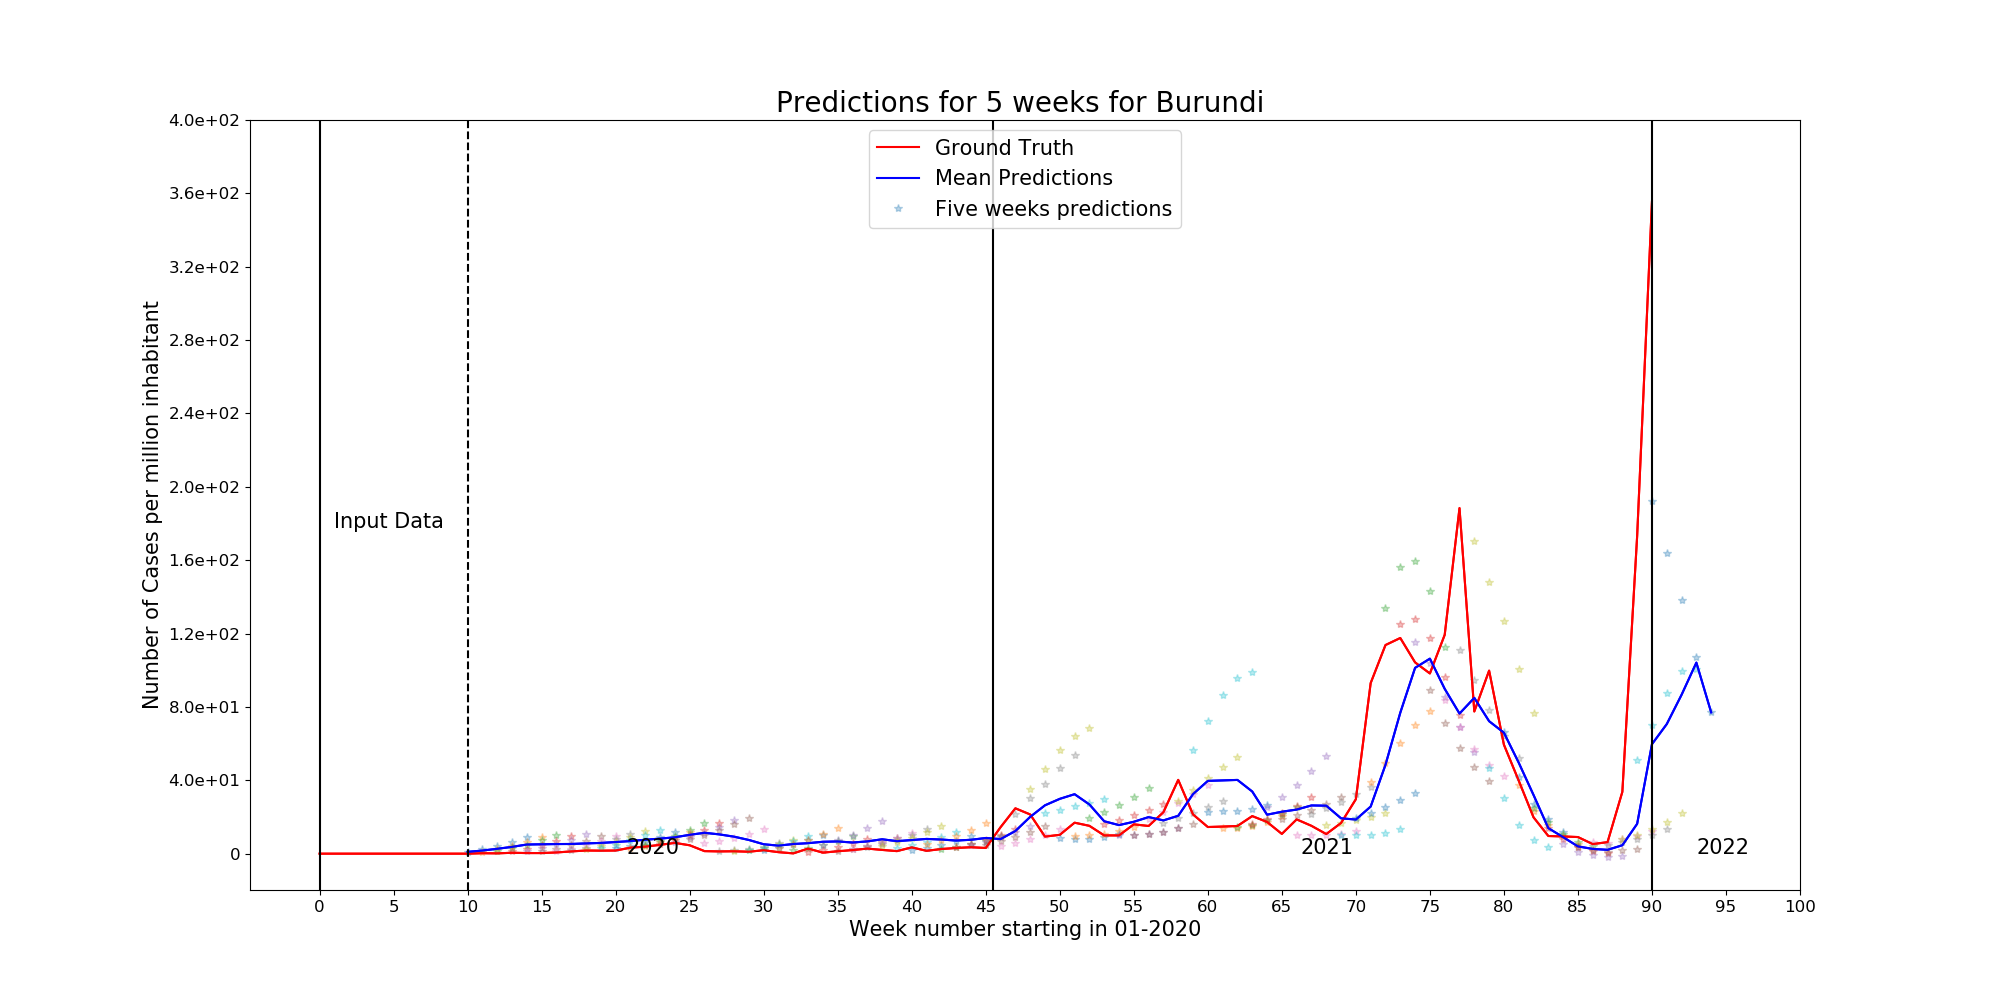 Predictions for 5 weeks for Burundi
4.0e+02
3.6e+02
3.2e+02
2.8e+02
2.4e+02
2.0e+02
1.6e+02
1.2e+02
8.0e+01
4.0e+01
0
Number of Cases per million inhabitant
Ground Truth
Mean Predictions
Five weeks predictions
Input Data
2020
2021
2022
0 5 10 15 20 25 30 35 40 45 50 55 60 65 70 75 80 85 90 95 100
Week number starting in 01-2020